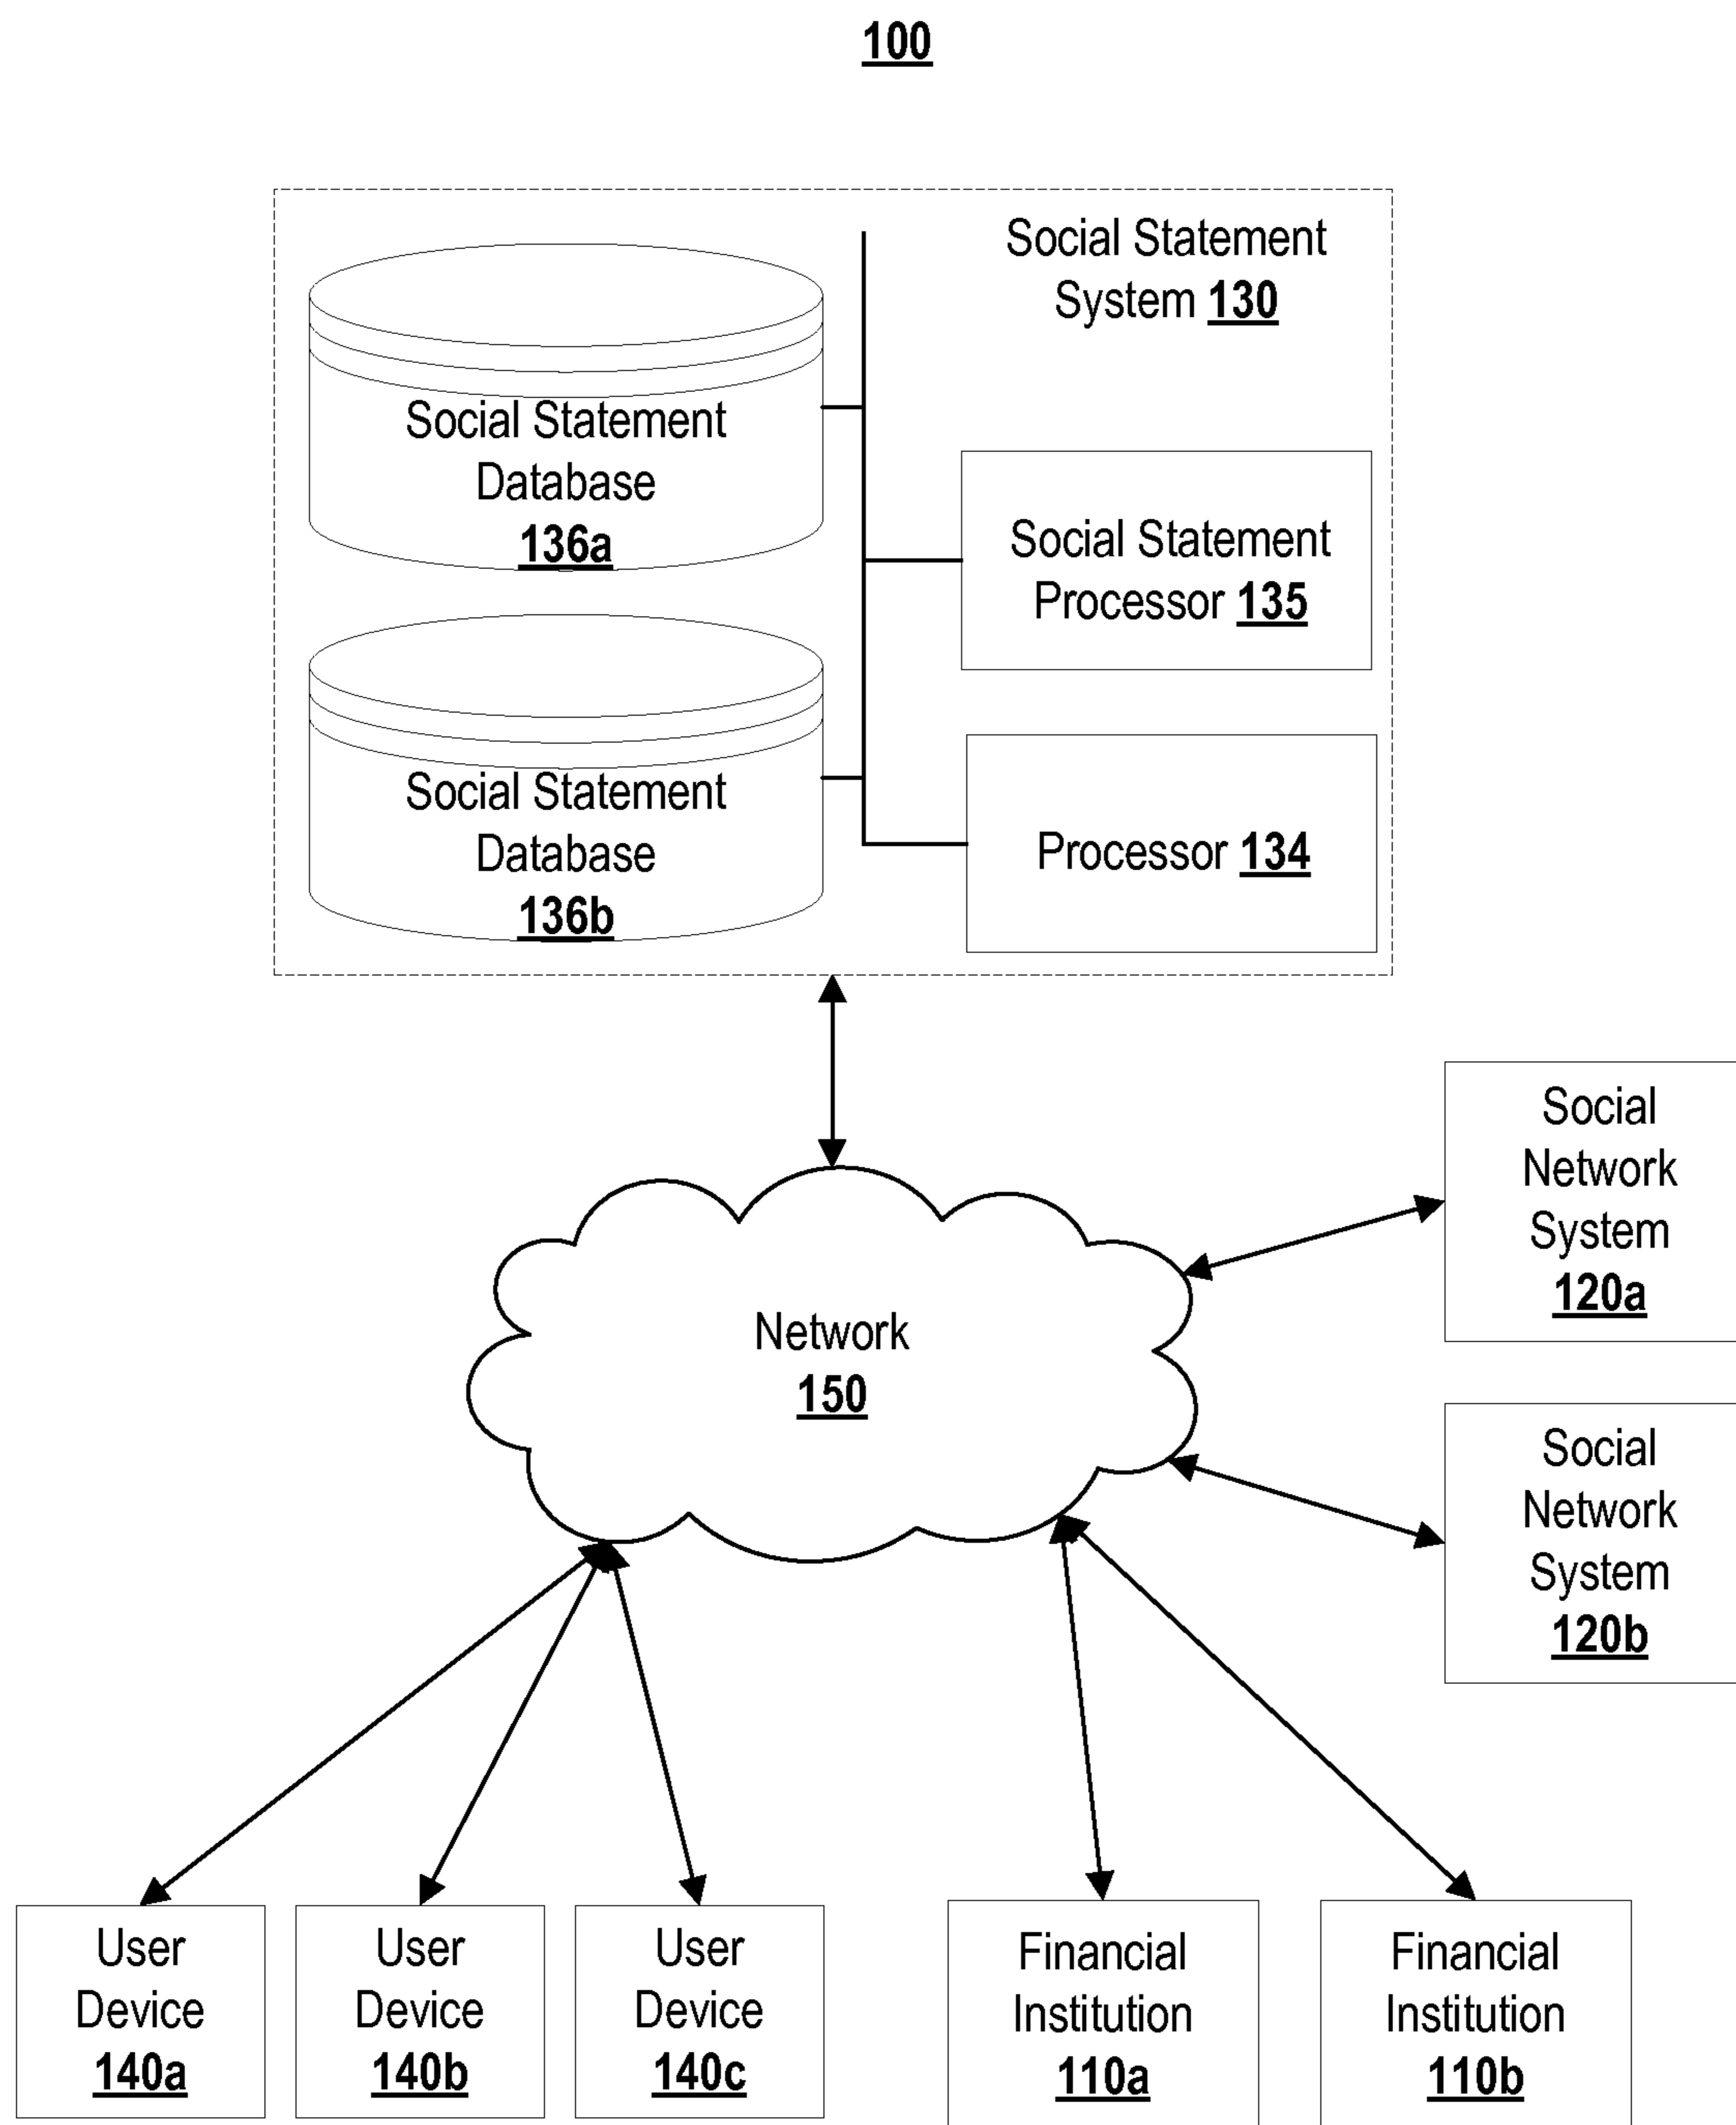 100
Social Statement
System 130
Social Statement
Database
136a
Social Statement
Processor 135
Social Statement
Database
136b
Processor 134
Social
Network
System
120a
Network
150
Social
Network
System
120b
User
Device
140a
User
Device
140b
User
Device
140c
Financial
Institution
110a
Financial
Institution
110b